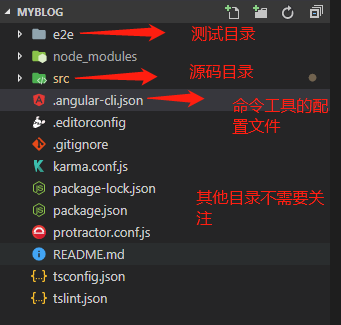 MYBLOG
e2e
测试目录
node_modules
src
源码目录
.angular-cli.json
命令工具的配
置文件
.editorconfig
.gitignore
karma.conf.js
package-lock.json
其他目录不需要关
注
package.json
protractor.conf.js
README.md
tsconfig.json
tslint.json